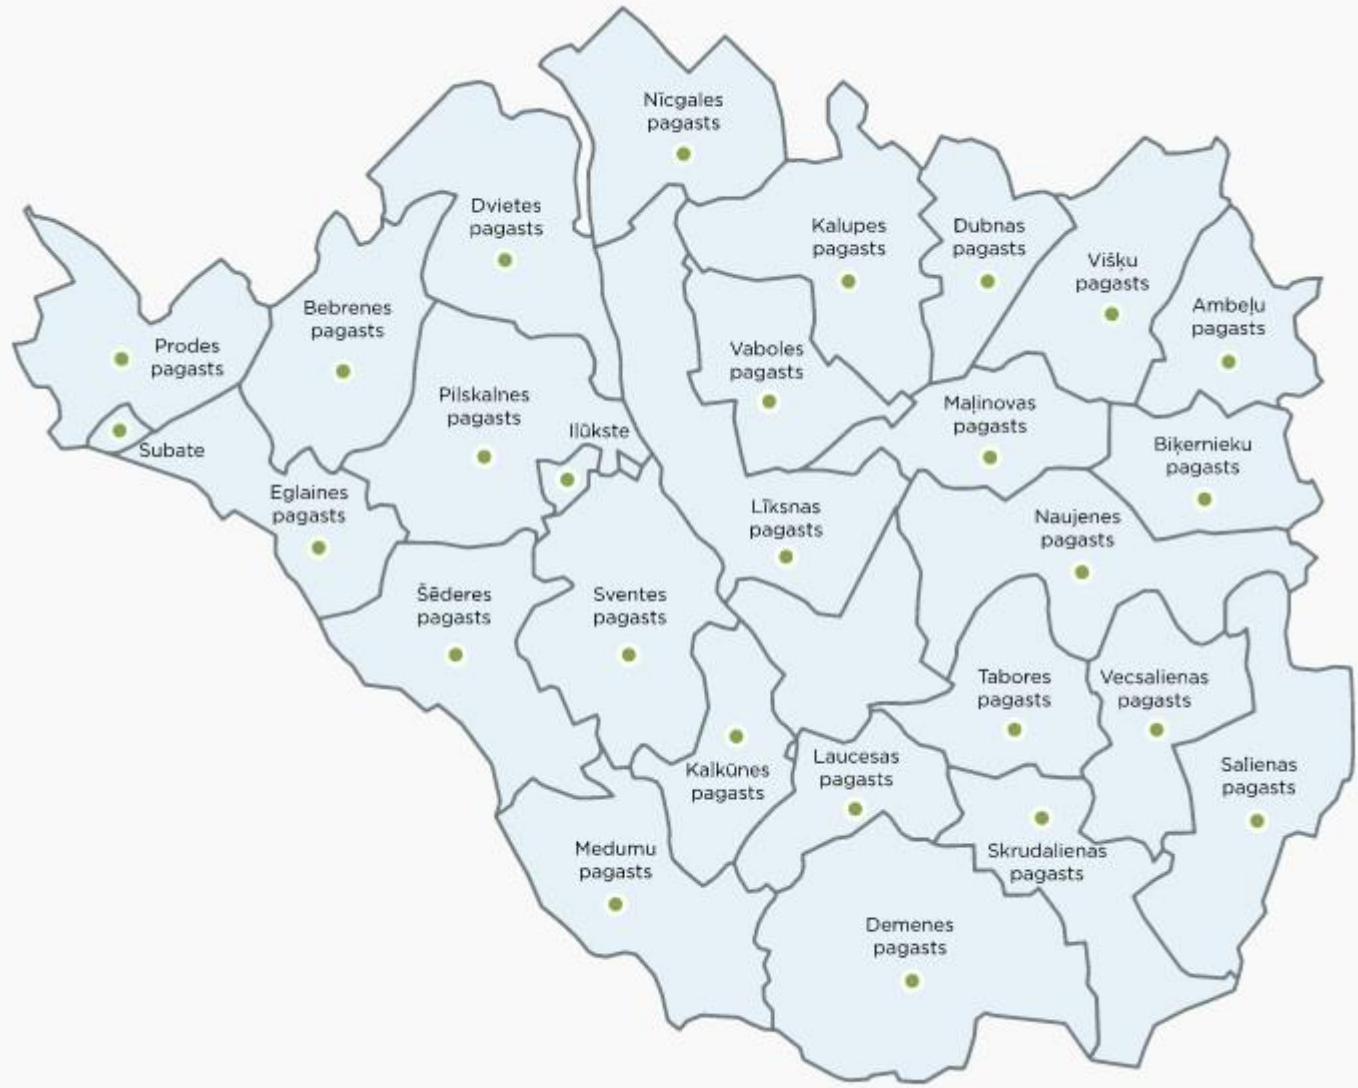 Nīcgales
pagasts
Dvietes
pagasts
Kalupes
pagasts
Dubnas
pagasts
Višķu
pagasts
Ambeļu
pagasts
Bebrenes
pagasts
Prodes
pagasts
Vaboles
pagasts
Pilskalnes
pagasts
Maļinovas
pagasts
Ilūkste
Subate
Biķernieku
pagasts
Eglaines
pagasts
Līksnas
pagasts
Naujenes
pagasts
Šēderes
pagasts
Sventes
pagasts
Tabores
pagasts
Vecsalienas
pagasts
Kalkūnes
pagasts
Laucesas
pagasts
Salienas
pagasts
Medumu
pagasts
Skrudalienas
pagasts
Demenes
pagasts